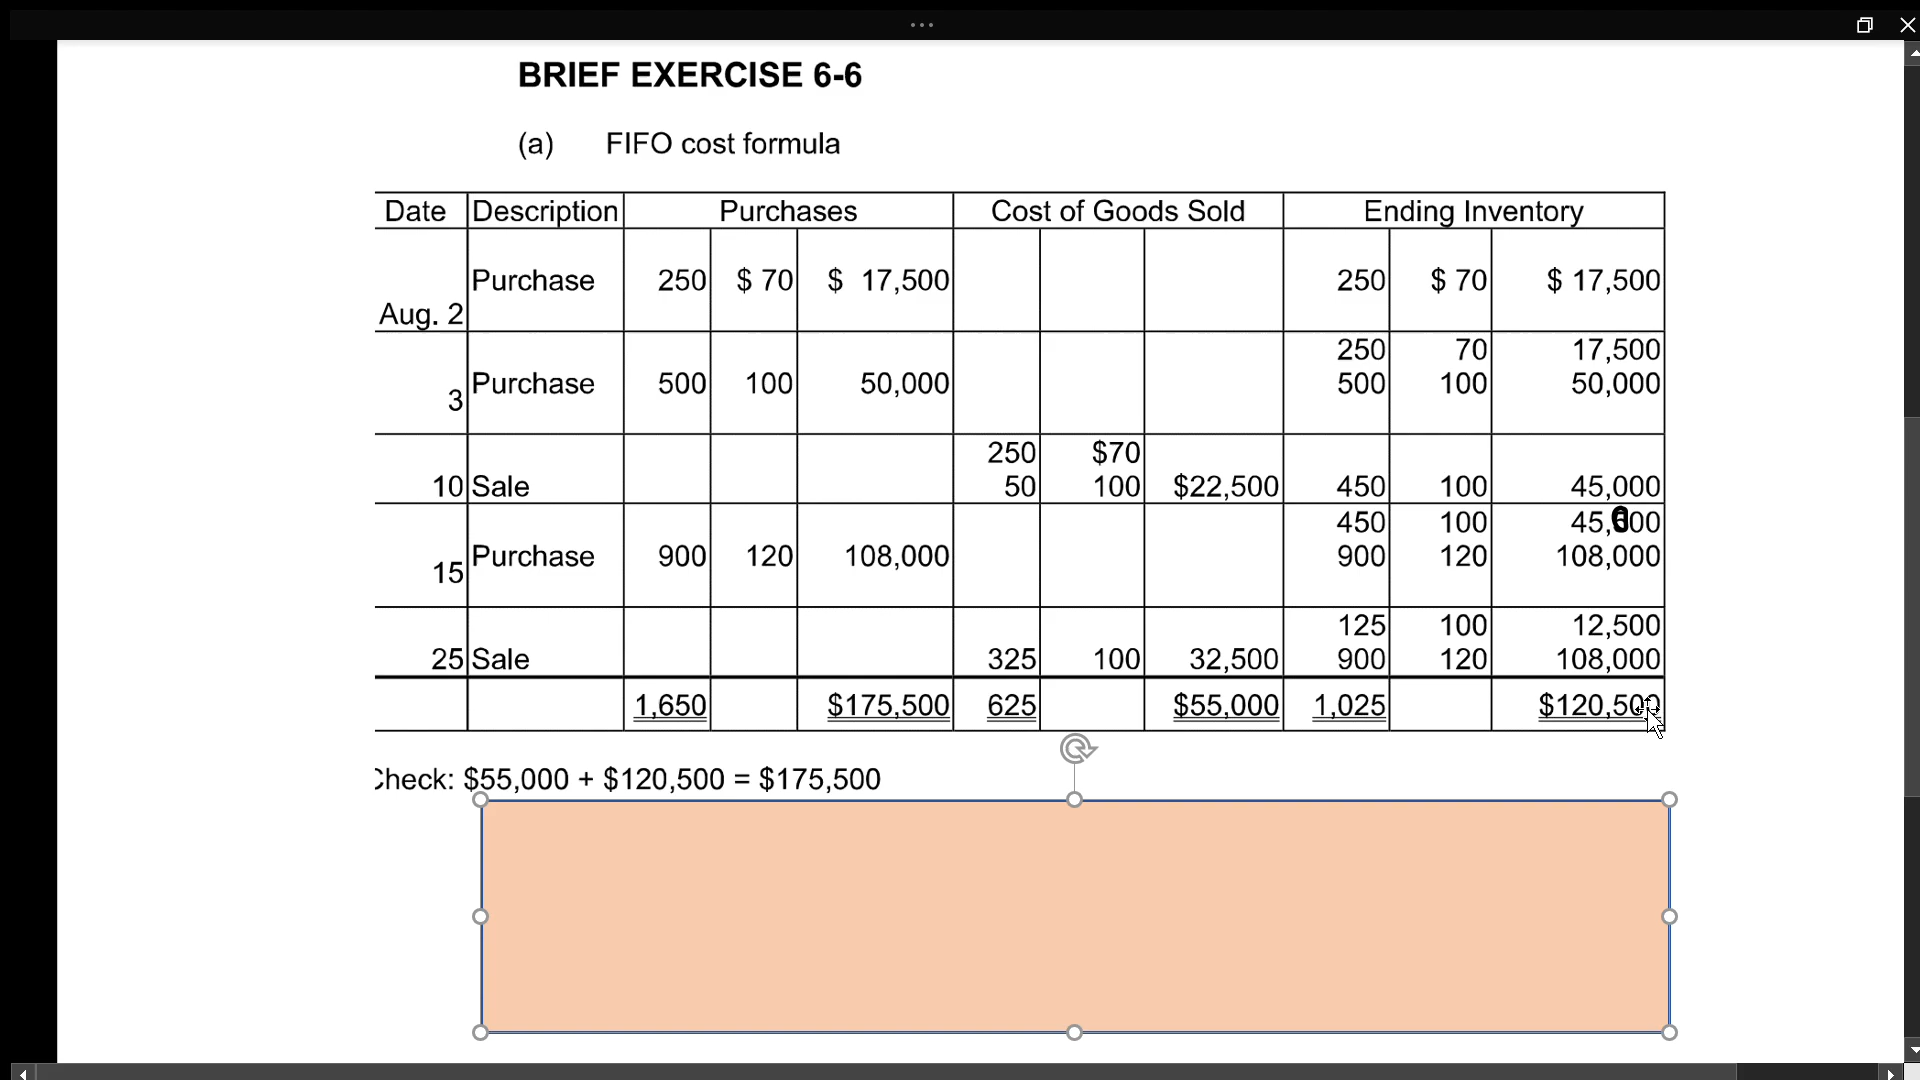 BRIEF EXERCISE 6-6
(a) FIFO cost formula
Date Description Purchases Cost of Goods Sold Ending Inventory
Purchase 250 $ 70 $ 17,500 250 $ 70 $ 17,500
Aug. 2
250 70 17,500
Purchase 500 100 50,000 500 100 50,000
3
250 $70
10 Sale 50 100 $22,500 450 100 45,000
450 100
Purchase 900 120 108,000 900 120 108,000
15
125 100 12,500
25 Sale 325 100 32,500 900 120 108,000
1,650 $175,500 625 $55,000 1,025 $120,500
Check: $55,000 + $120,500 = $175,500